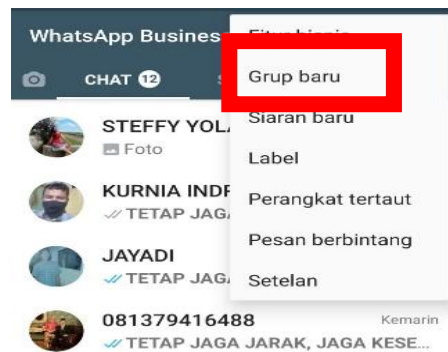 WhatsApp Busines
CHAT 12
Grup baru
Siaran baru
Label
Perangkat tertaut
Pesan berbintang
Setelan
STEFFY YOL
Foto
KURNIA INDR
TETAP JAGA
JAYADI
TETAP JAGA
081379416488
Kemarin
TETAP JAGA JARAK, JAGA KESE...